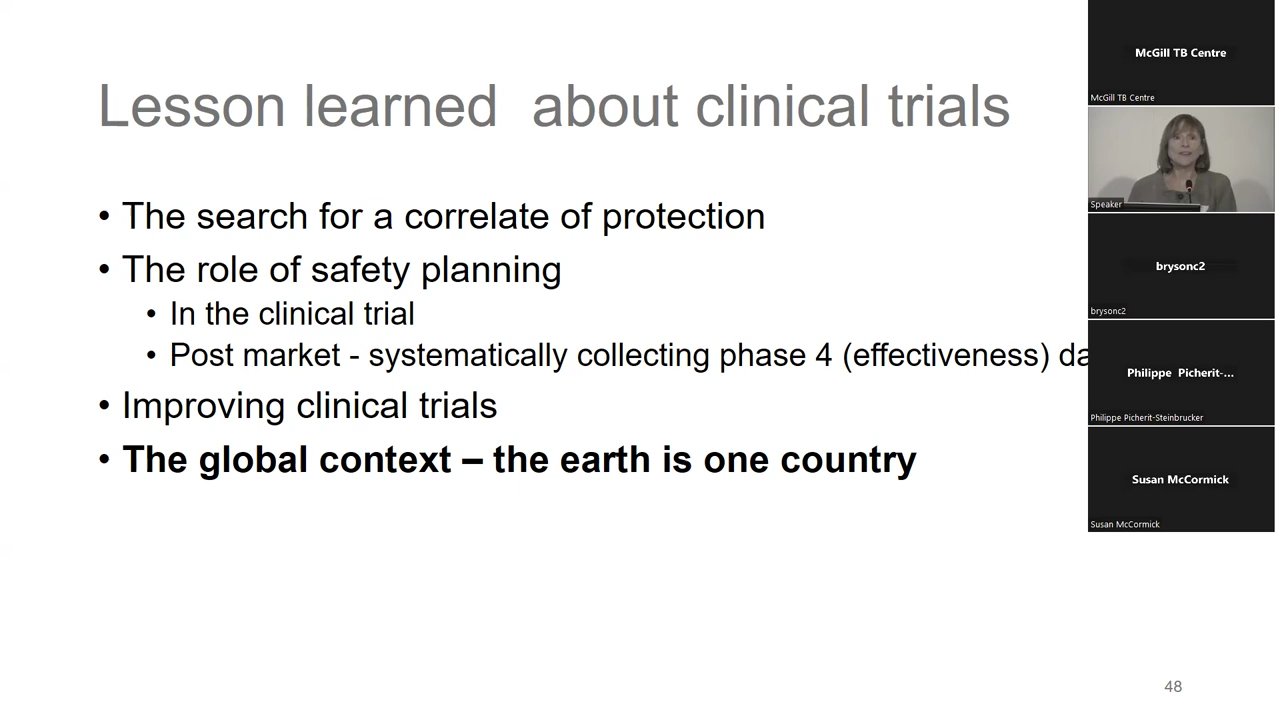 Lesson learned about clinical trials
• The search for a correlate of protection
• The role of safety planning
• In the clinical trial
• Post market - systematically collecting phase 4 (effectiveness) da
• Improving clinical trials
• The global context – the earth is one country
48
McGill TB Centre
McGill TB Centre
Speaker
brysonc2
brysonc2
Philippe Picherit-...
Philippe Picherit-Steinbrucker
Susan McCormick
Susan McCormick